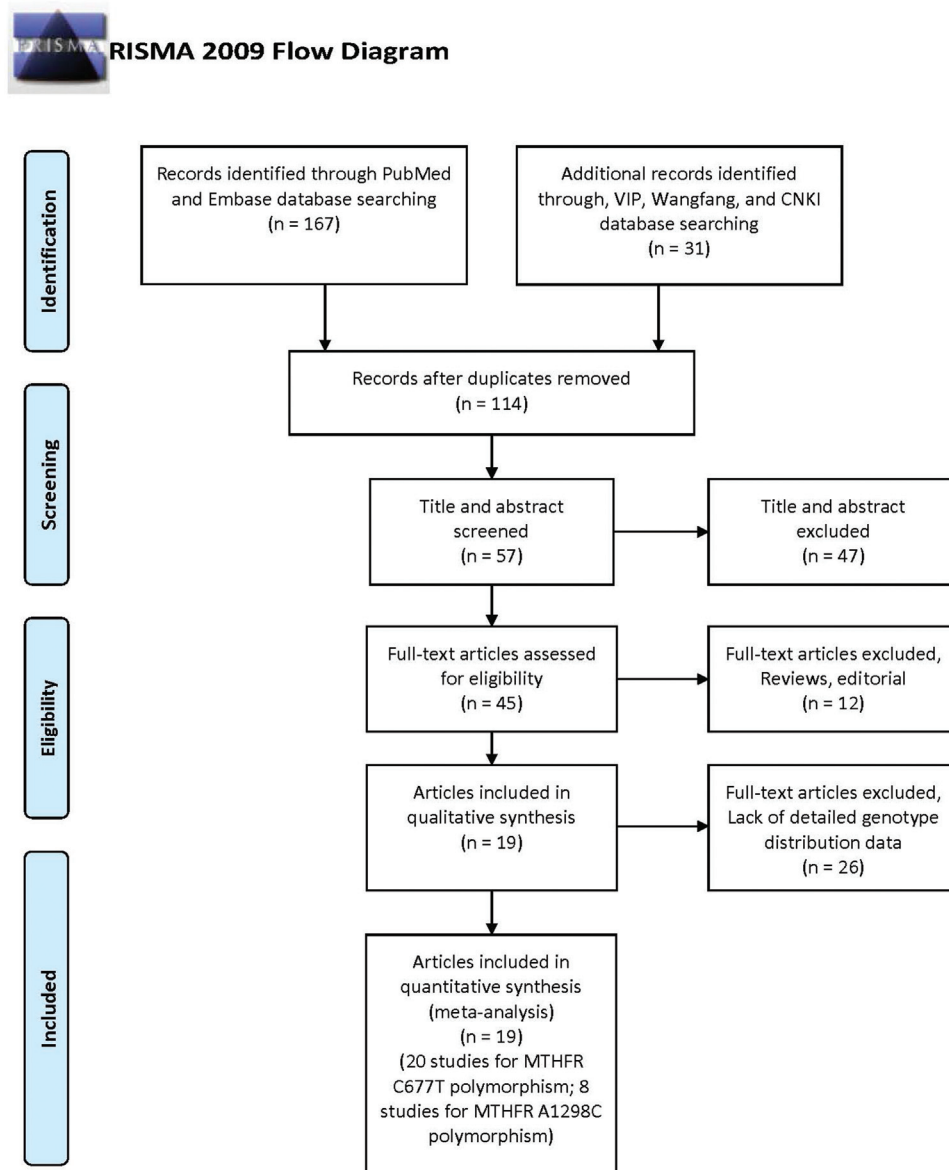 PRISMA
RISMA 2009 Flow Diagram
Identification
Records identified through PubMed
and Embase database searching
(n = 167)
Additional records identified
through, VIP, Wangfang, and CNKI
database searching
(n = 31)
Records after duplicates removed
(n = 114)
Screening
Title and abstract
screened
(n = 57)
Title and abstract
excluded
(n = 47)
Eligibility
Full-text articles assessed
for eligibility
(n = 45)
Full-text articles excluded,
Reviews, editorial
(n = 12)
Articles included in
qualitative synthesis
(n = 19)
Full-text articles excluded,
Lack of detailed genotype
distribution data
(n = 26)
Included
Articles included in
quantitative synthesis
(meta-analysis)
(n = 19)
(20 studies for MTHFR
C677T polymorphism; 8
studies for MTHFR A1298C
polymorphism)